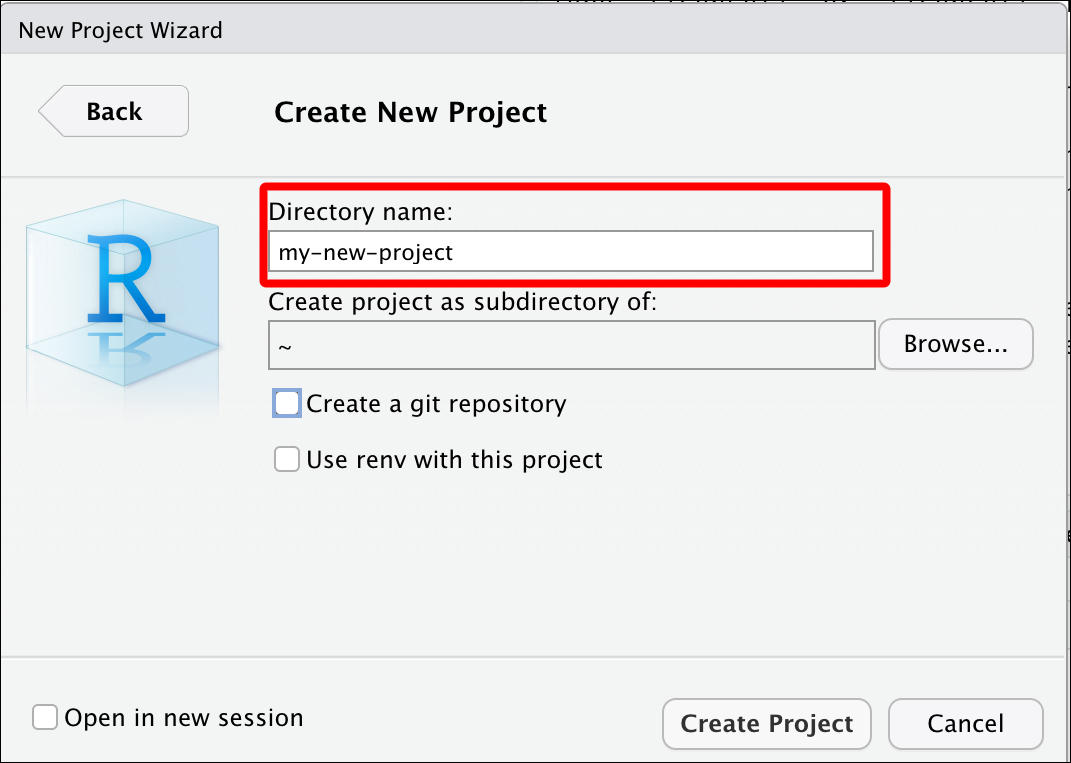 New Project Wizard
Back
Create New Project
Directory name:
my-new-project
Create project as subdirectory of:
~
Browse...
Create a git repository
Use renv with this project
R
Open in new session
Create Project
Cancel